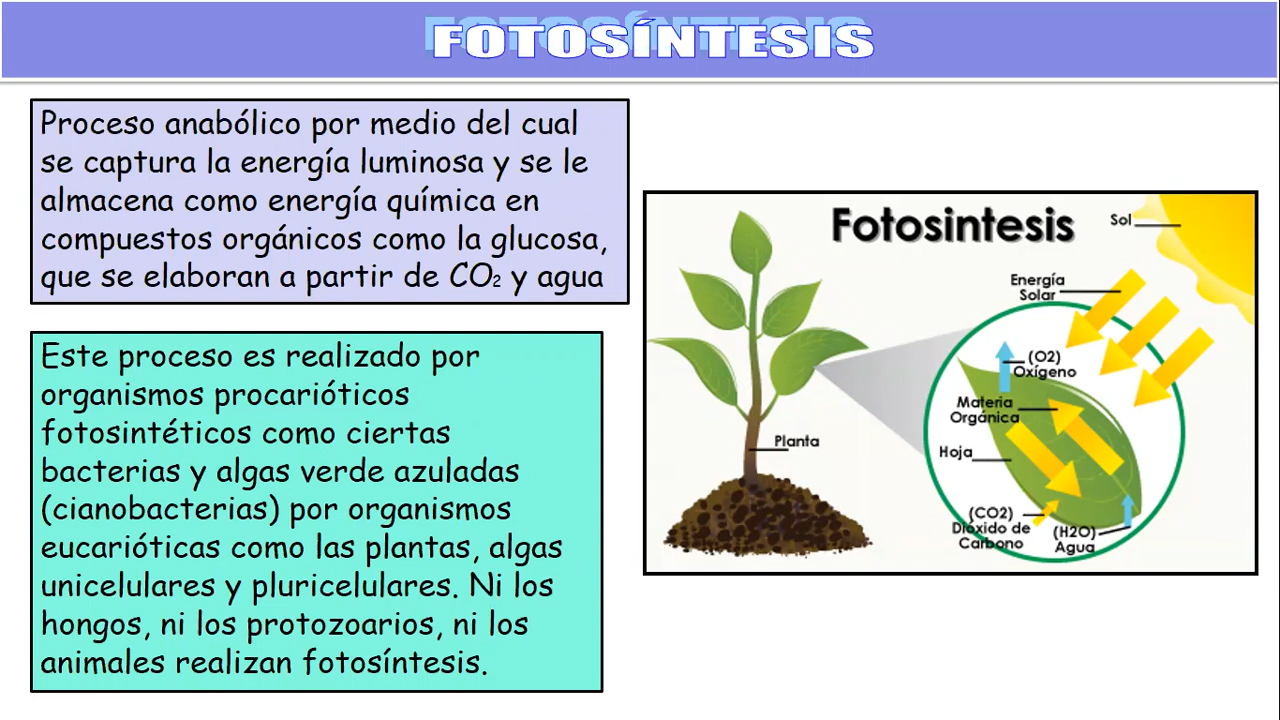 FOTOSÍNTESIS
Proceso anabólico por medio del cual
se captura la energía luminosa y se le
almacena como energía química en
compuestos orgánicos como la glucosa,
que se elaboran a partir de CO₂ y agua
Este proceso es realizado por
organismos procarióticos
fotosintéticos como ciertas
bacterias y algas verde azuladas
(cianobacterias) por organismos
eucarióticas como las plantas, algas
unicelulares y pluricelulares. Ni los
hongos, ni los protozoarios, ni los
animales realizan fotosíntesis.
Fotosintesis
Sol
Energía
Solar
(O2)
Oxígeno
Materia
Orgánica
Hoja
Planta
(CO2)
Dióxido de
Carbono
(H2O)
Agua